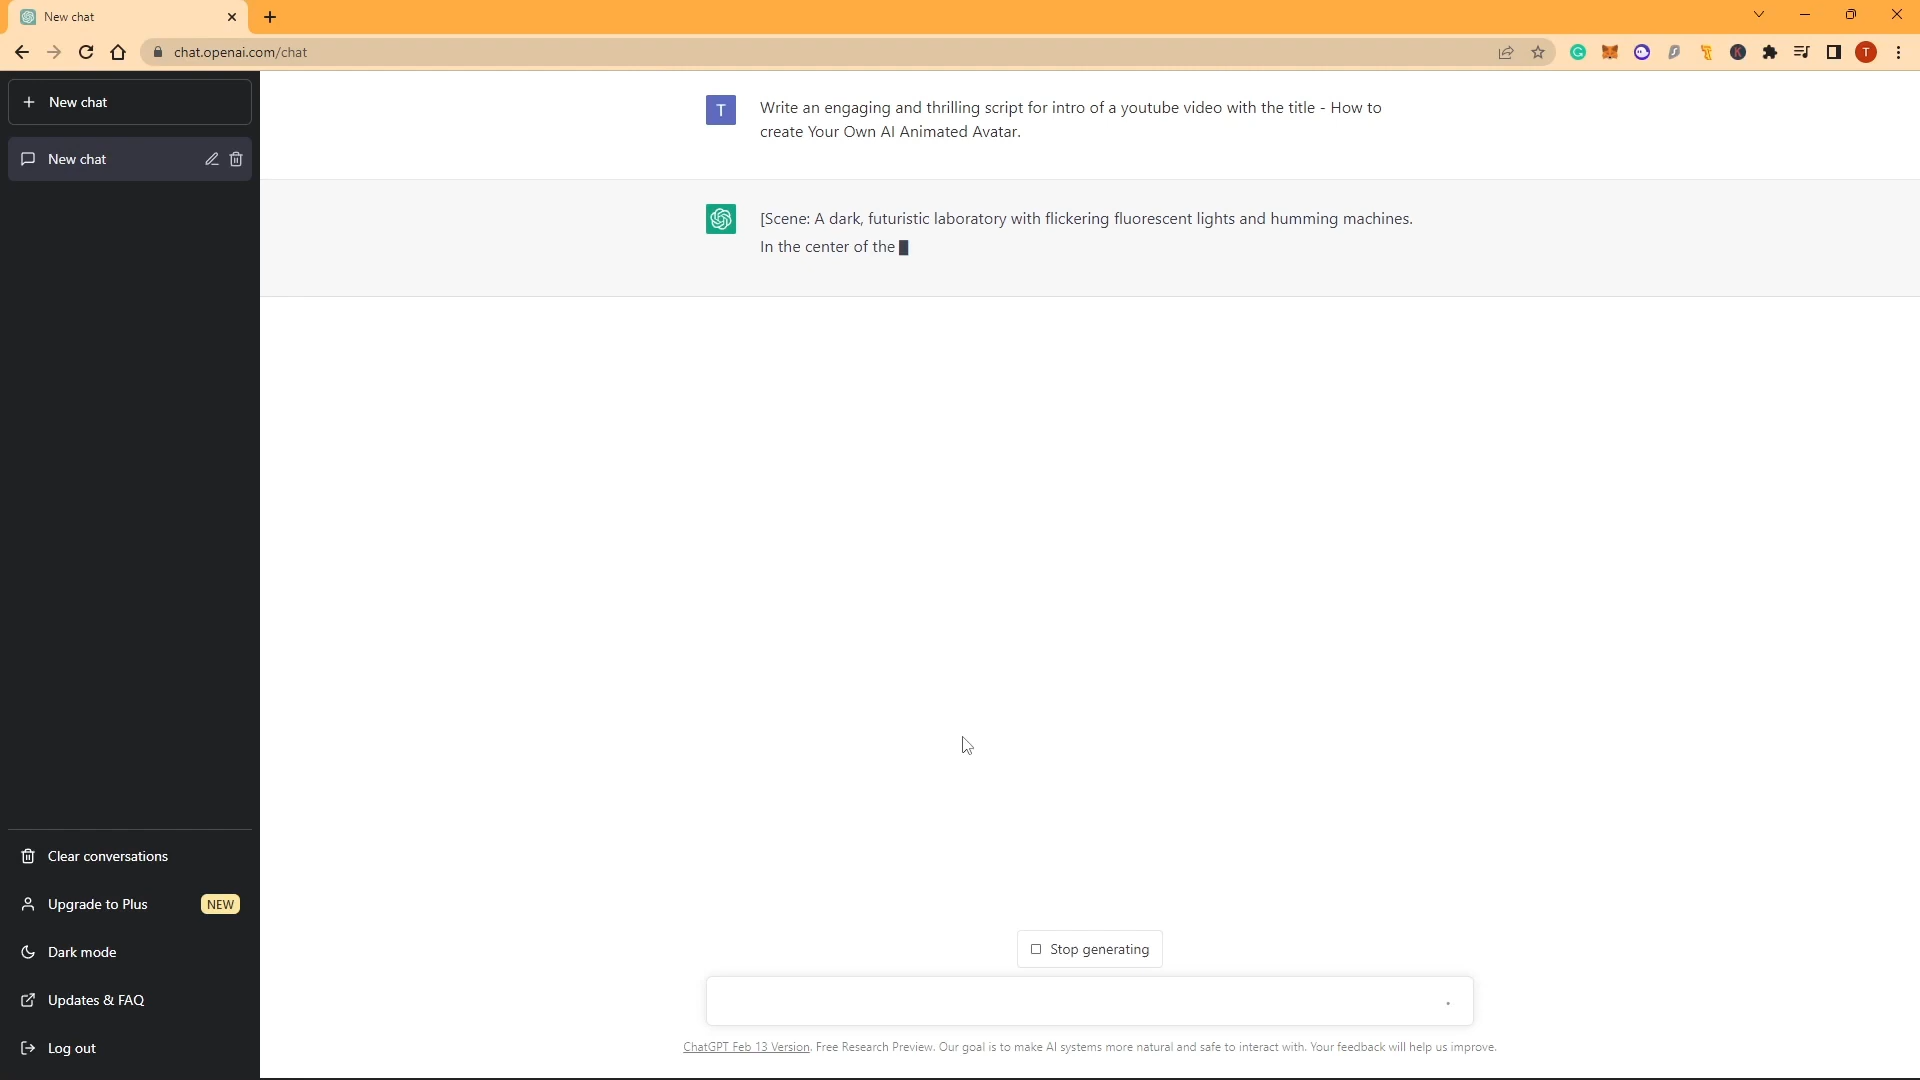 New chat
chat.openai.com/chat
T
New chat
New chat
T
Write an engaging and thrilling script for intro of a youtube video with the title - How to
create Your Own AI Animated Avatar.
[Scene: A dark, futuristic laboratory with flickering fluorescent lights and humming machines.
In the center of the
Clear conversations
Upgrade to Plus NEW
Dark mode
Updates & FAQ
Log out
Stop generating
ChatGPT Feb 13 Version. Free Research Preview. Our goal is to make AI systems more natural and safe to interact with. Your feedback will help us improve.